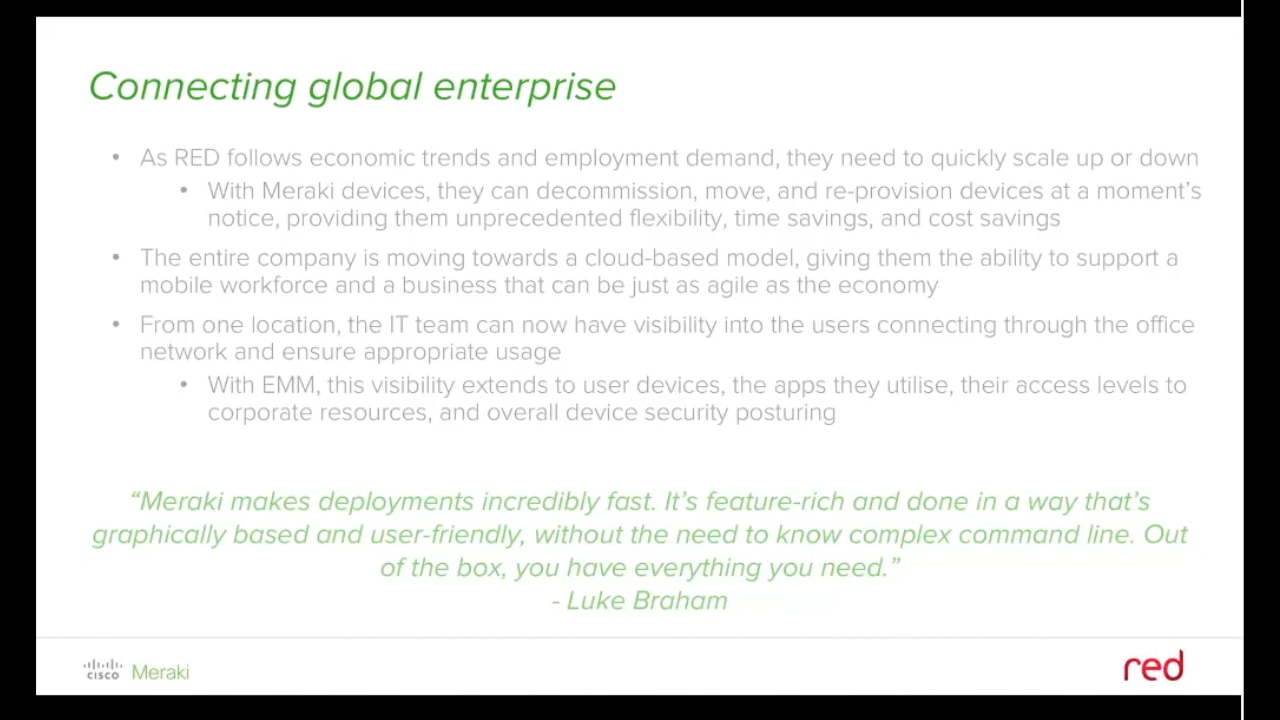 Connecting global enterprise
• As RED follows economic trends and employment demand, they need to quickly scale up or down
• With Meraki devices, they can decommission, move, and re-provision devices at a moment's
notice, providing them unprecedented flexibility, time savings, and cost savings
• The entire company is moving towards a cloud-based model, giving them the ability to support a
mobile workforce and a business that can be just as agile as the economy
• From one location, the IT team can now have visibility into the users connecting through the office
network and ensure appropriate usage
• With EMM, this visibility extends to user devices, the apps they utilise, their access levels to
corporate resources, and overall device security posturing
“Meraki makes deployments incredibly fast. It's feature-rich and done in a way that's
graphically based and user-friendly, without the need to know complex command line. Out
of the box, you have everything you need.”
- Luke Braham
cisco Meraki
red